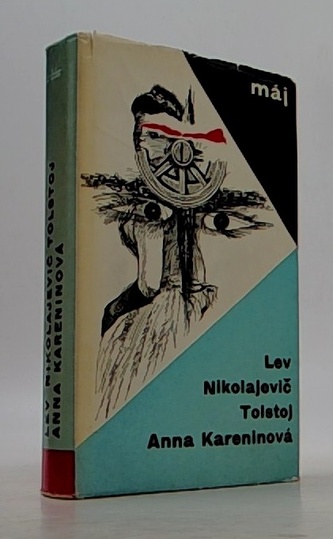 máj
Lev
Nikolajevič
Tolstoj
Anna Kareninová
LEV NIKOLAJEVIČ TOLSTOJ
ANNA KARENINOVÁ